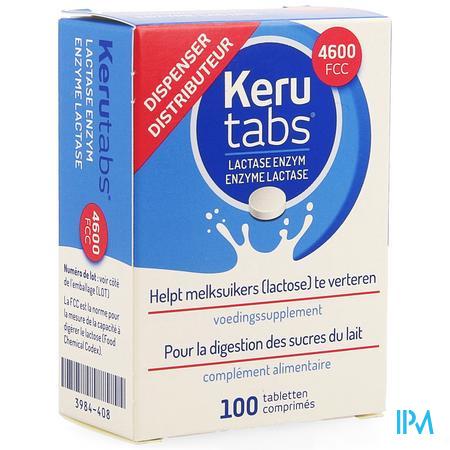 DISPENSER
DISTRIBUTEUR
4600
FCC
Keru
tabs®
LACTASE ENZYM
ENZYME LACTASE
Helpt melksuikers (lactose) te verteren
voedingssupplement
Pour la digestion des sucres du lait
complément alimentaire
100 tabletten
comprimés
Kerutabs®
LACTASE ENZYM
ENZYME LACTASE
4600
FCC
Numéro de lot : voir côté
de l'emballage (LOT)
La FCC est la norme pour
la mesure de la capacité à
digérer le lactose (Food
Chemical Codex).
3984-408
IPM